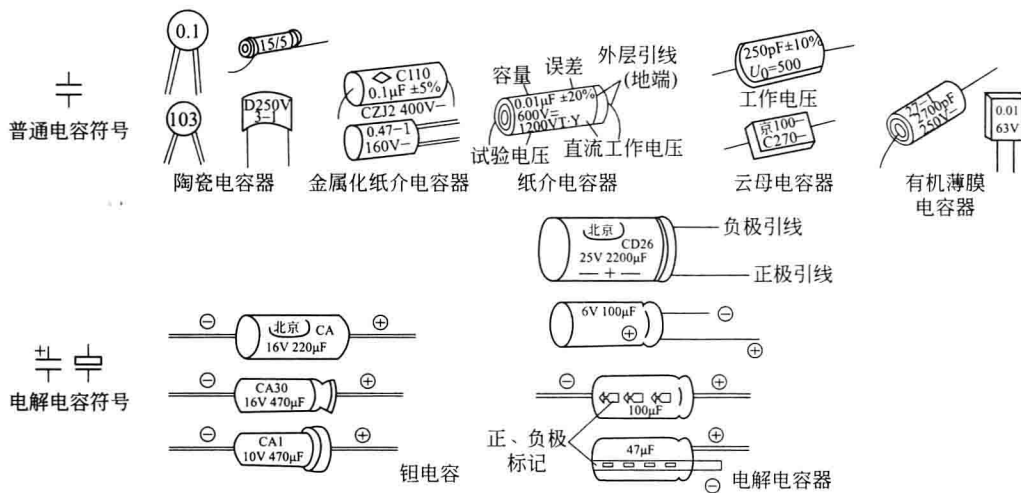 0.1
15/5
103
D250V
3-1
陶瓷电容器
普通电容符号
C110
0.1μF ±5%
CZJ2 400V-
0.47-1
160V-
金属化纸介电容器
容量
误差
外层引线
(地端)
0.01μF ±20%
600V=
1200VT·Y
试验电压
直流工作电压
纸介电容器
250pF±10%
U0=500
工作电压
京100-
C270-
云母电容器
2700pF
250V-
0.01
63V
有机薄膜
电容器
北京
CD26
25V 2200μF
- + -
负极引线
正极引线
6V 100μF
⊕
⊖
⊕
⊖
北京
CA
16V 220μF
⊕
+
电解电容符号
⊖
CA30
16V 470μF
⊕
⊖
CA1
10V 470μF
⊕
钽电容
⊖
100μF
⊕
正、负极
标记
47μF
⊕
⊖
电解电容器